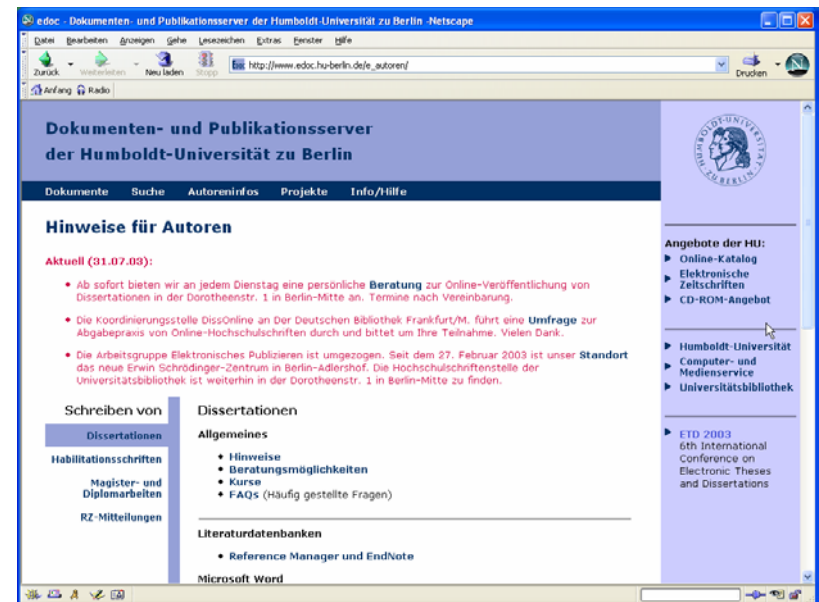 edoc - Dokumenten- und Publikationsserver der Humboldt-Universität zu Berlin -Netscape
Datei Bearbeiten Anzeigen Gehe Lesezeichen Extras Fenster Hilfe
Zurück Weiterleiten Neu laden Stopp http://www.edoc.hu-berlin.de/e_autoren/ Drucken
Anfang Radio
Dokumenten- und Publikationsserver
der Humboldt-Universität zu Berlin
Dokumente Suche Autoreninfos Projekte Info/Hilfe
Hinweise für Autoren
Aktuell (31.07.03):
Ab sofort bieten wir an jedem Dienstag eine persönliche Beratung zur Online-Veröffentlichung von
Dissertationen in der Dorotheenstr. 1 in Berlin-Mitte an. Termine nach Vereinbarung.
Die Koordinierungsstelle DissOnline an Der Deutschen Bibliothek Frankfurt/M. führt eine Umfrage zur
Abgabepraxis von Online-Hochschulschriften durch und bittet um Ihre Teilnahme. Vielen Dank.
Die Arbeitsgruppe Elektronisches Publizieren ist umgezogen. Seit dem 27. Februar 2003 ist unser Standort
das neue Erwin Schrödinger-Zentrum in Berlin-Adlershof. Die Hochschulschriftenstelle der
Universitätsbibliothek ist weiterhin in der Dorotheenstr. 1 in Berlin-Mitte zu finden.
Schreiben von
Dissertationen
Habilitationsschriften
Magister- und
Diplomarbeiten
RZ-Mitteilungen
Dissertationen
Allgemeines
Hinweise
Beratungsmöglichkeiten
Kurse
FAQs (Häufig gestellte Fragen)
Literaturdatenbanken
Reference Manager und EndNote
Microsoft Word
HUMBOLDT-UNIVERSITÄT ZU BERLIN
Angebote der HU:
Online-Katalog
Elektronische
Zeitschriften
CD-ROM-Angebot
Humboldt-Universität
Computer- und
Medienservice
Universitätsbibliothek
ETD 2003
6th International
Conference on
Electronic Theses
and Dissertations